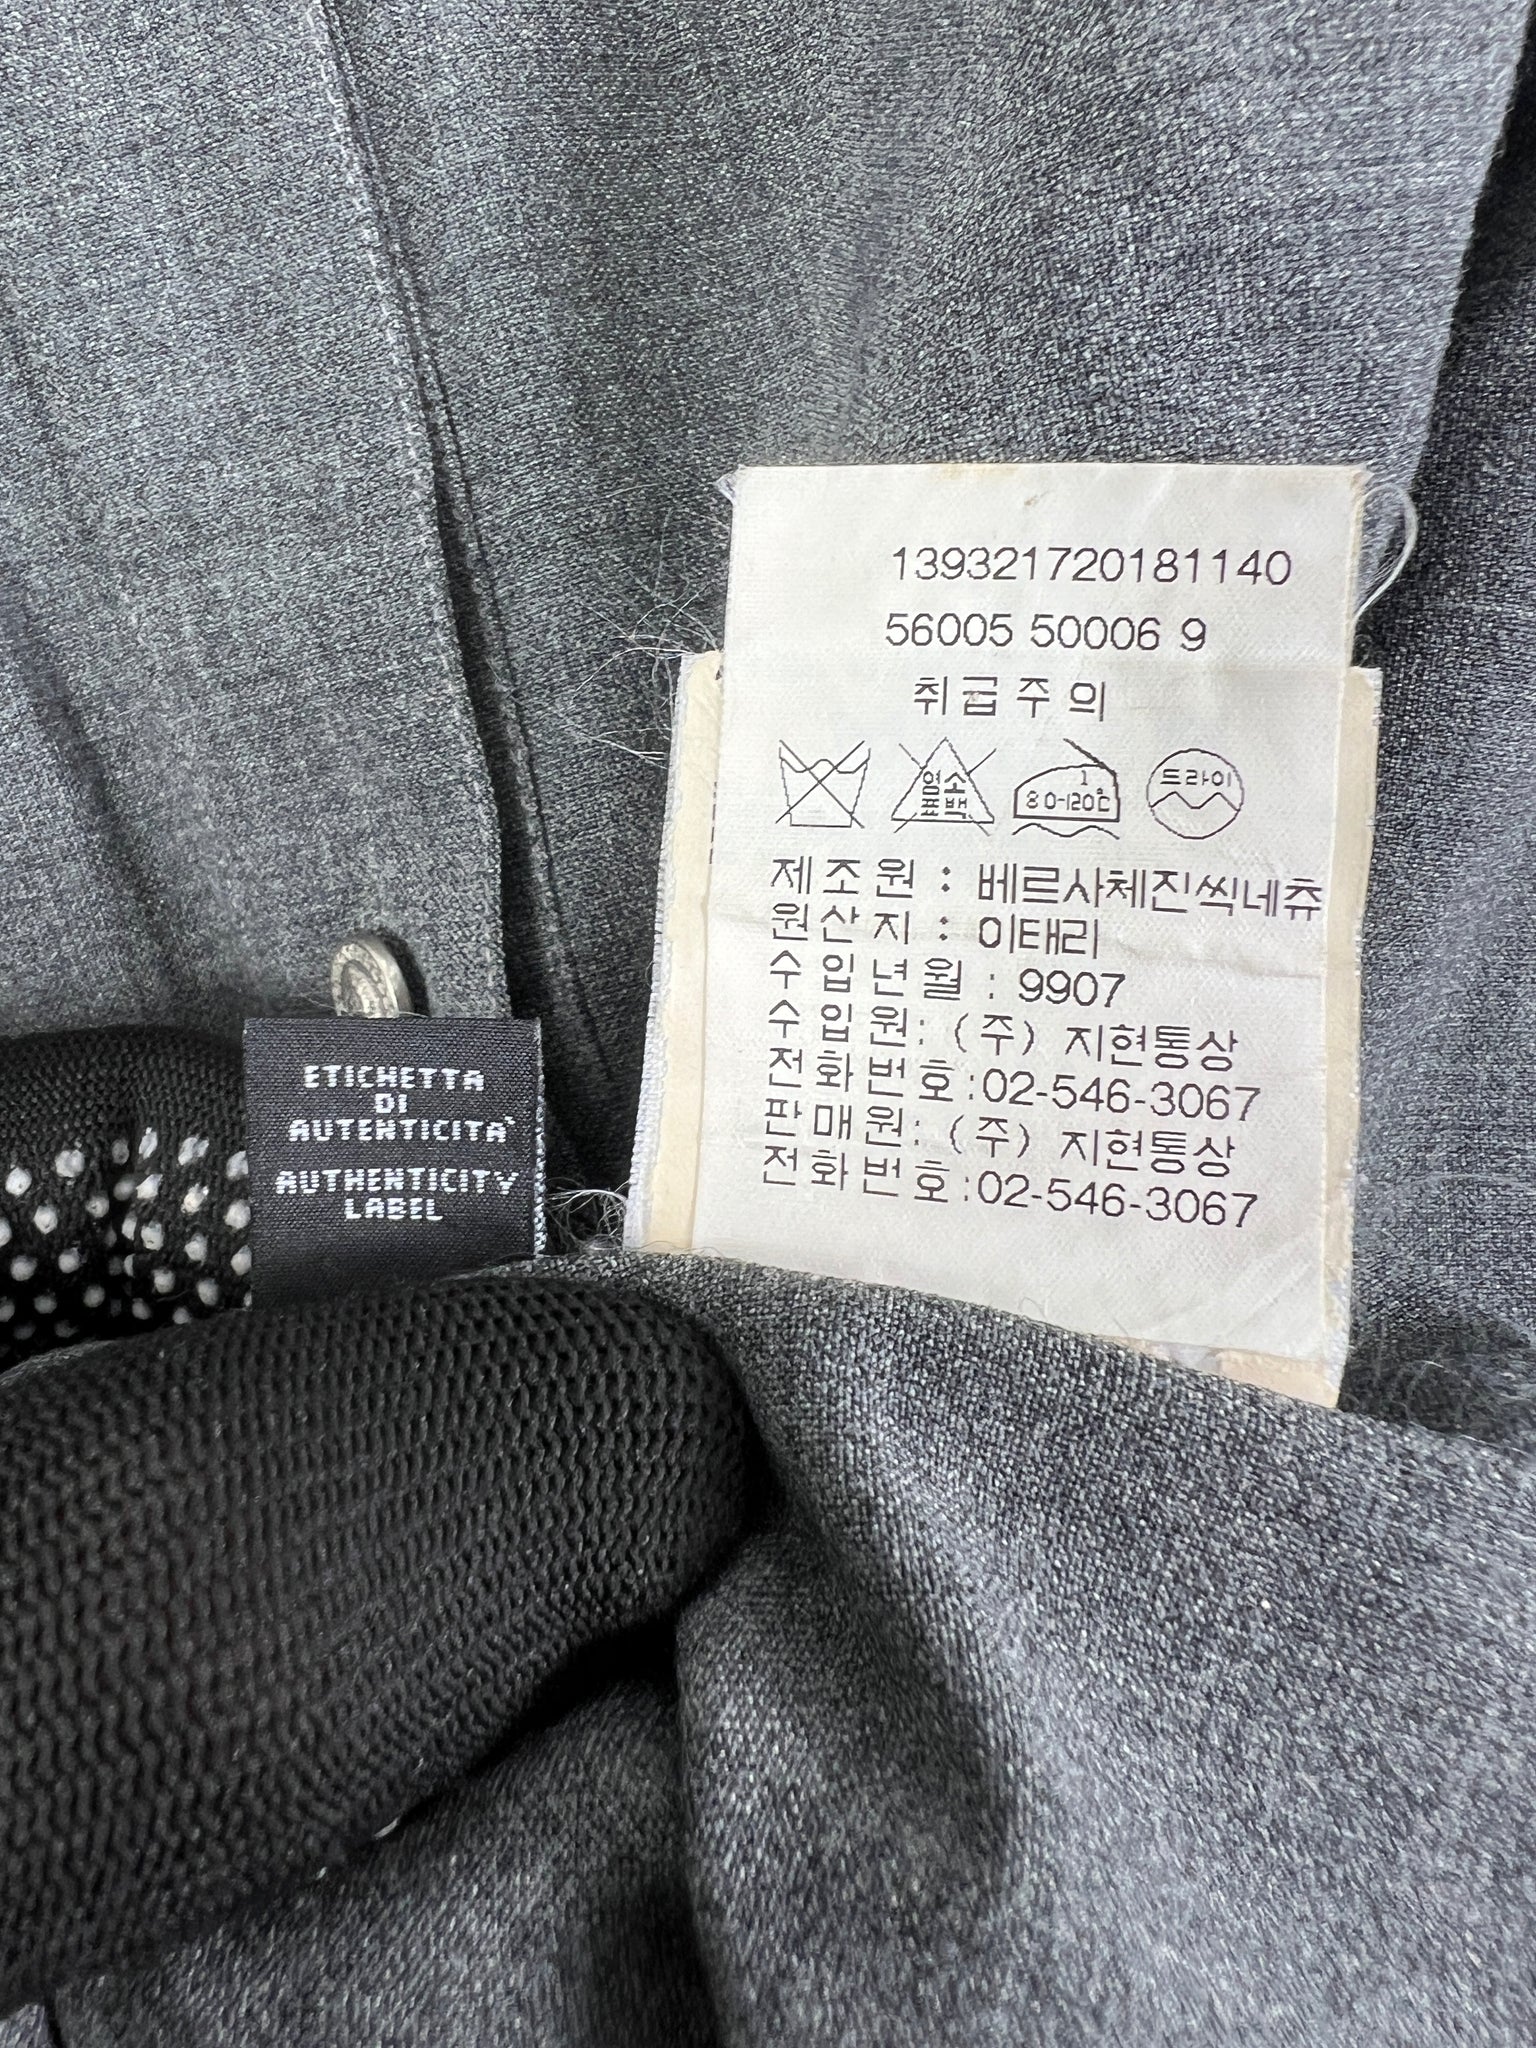 139321720181140
56005 50006 9
취급주의
염소
표백
1
80-120℃
드라이
제조원 : 베르사체진씩네츄
원산지 : 이태리
수입년월 : 9907
수입원: (주) 지현통상
전화번호:02-546-3067
판매원: (주) 지현통상
전화번호:02-546-3067
ETICHETTA
DI
AUTENTICITA'
AUTHENTICITY
LABEL